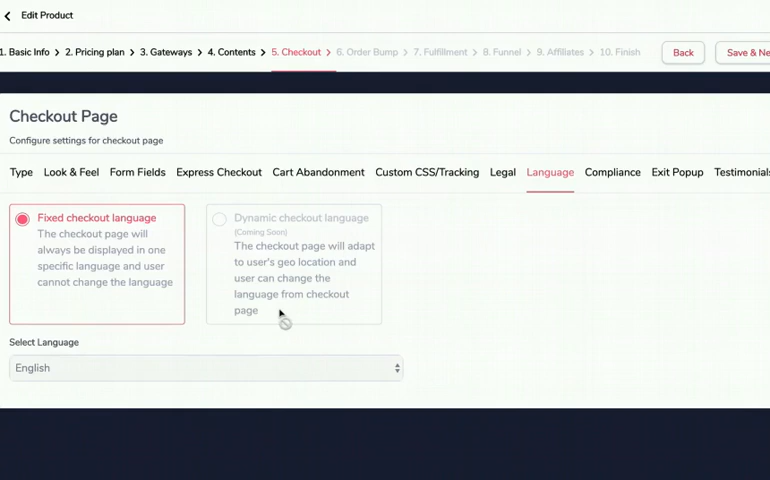 Edit Product
1. Basic Info
2. Pricing plan
3. Gateways
4. Contents
5. Checkout
6. Order Bump
7. Fulfillment
8. Funnel
9. Affiliates
10. Finish
Back
Save & Ne
Checkout Page
Configure settings for checkout page
Type
Look & Feel
Form Fields
Express Checkout
Cart Abandonment
Custom CSS/Tracking
Legal
Language
Compliance
Exit Popup
Testimonials
Fixed checkout language
The checkout page will
always be displayed in one
specific language and user
cannot change the language
Dynamic checkout language
(Coming Soon)
The checkout page will adapt
to user's geo location and
user can change the
language from checkout
page
Select Language
English